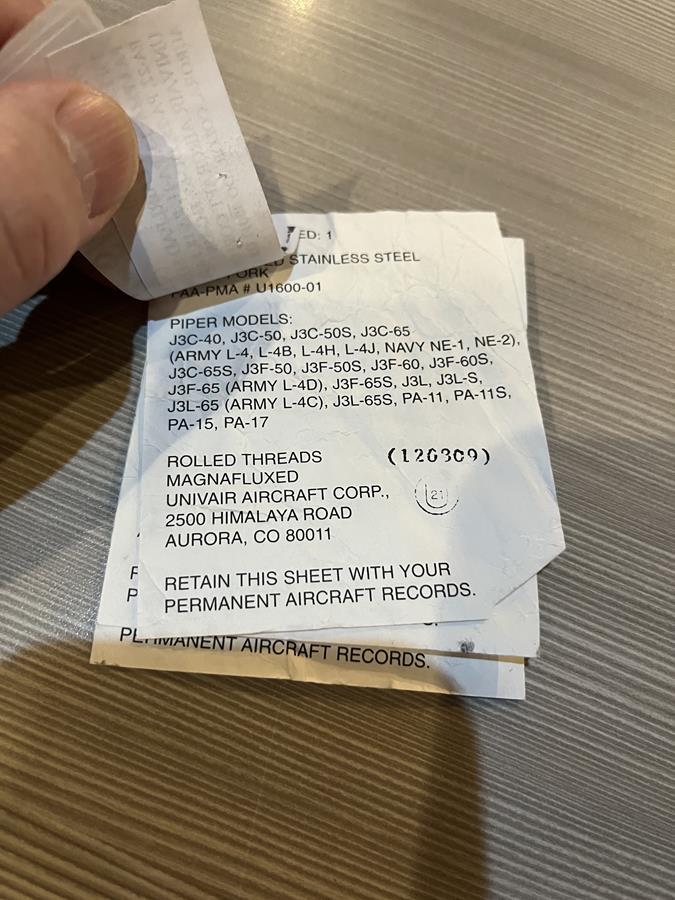 ED: 1
STAINLESS STEEL
ORK
FAA-PMA # U1600-01
PIPER MODELS:
J3C-40, J3C-50, J3C-50S, J3C-65
(ARMY L-4, L-4B, L-4H, L-4J, NAVY NE-1, NE-2),
J3C-65S, J3F-50, J3F-50S, J3F-60, J3F-60S,
J3F-65 (ARMY L-4D), J3F-65S, J3L, J3L-S,
J3L-65 (ARMY L-4C), J3L-65S, PA-11, PA-11S,
PA-15, PA-17
ROLLED THREADS (126309)
MAGNAFLUXED
UNIVAIR AIRCRAFT CORP., 21
2500 HIMALAYA ROAD
AURORA, CO 80011
RETAIN THIS SHEET WITH YOUR
PERMANENT AIRCRAFT RECORDS.
PERMANENT AIRCRAFT RECORDS.